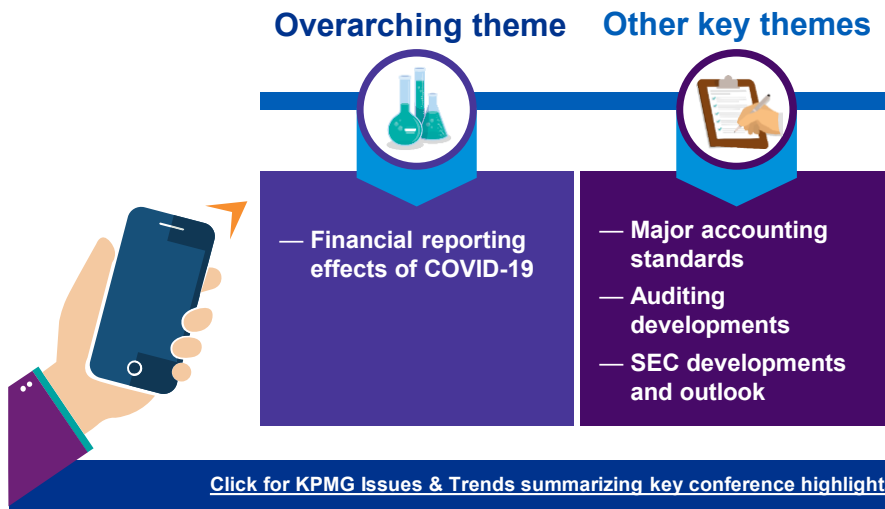 Overarching theme
Other key themes
— Financial reporting
effects of COVID-19
— Major accounting
standards
— Auditing
developments
— SEC developments
and outlook
Click for KPMG Issues & Trends summarizing key conference highlight